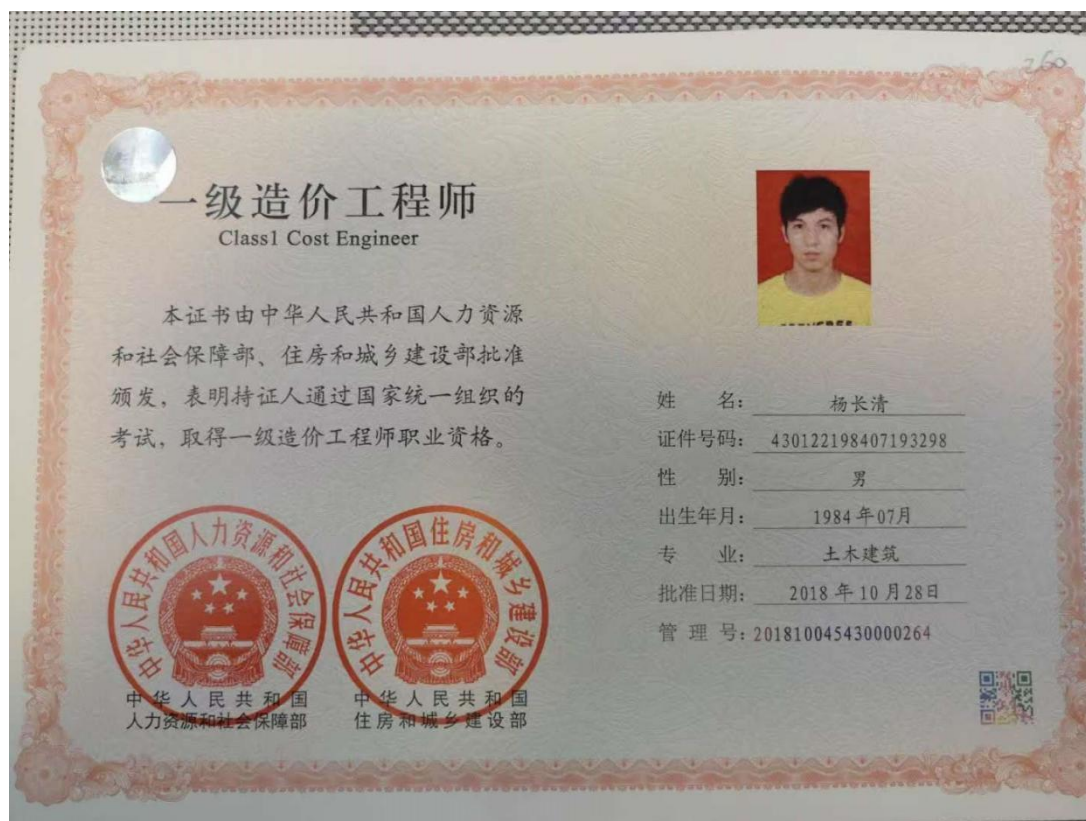 260
一级造价工程师
Class1 Cost Engineer
本证书由中华人民共和国人力资源
和社会保障部、住房和城乡建设部批准
颁发，表明持证人通过国家统一组织的
考试，取得一级造价工程师职业资格。
中华人民共和国人力资源和社会保障部
中华人民共和国住房和城乡建设部
中华人民共和国
人力资源和社会保障部
中华人民共和国
住房和城乡建设部
姓 名：杨长清
证件号码：430122198407193298
性 别：男
出生年月：1984年07月
专 业：土木建筑
批准日期：2018年10月28日
管 理 号：201810045430000264